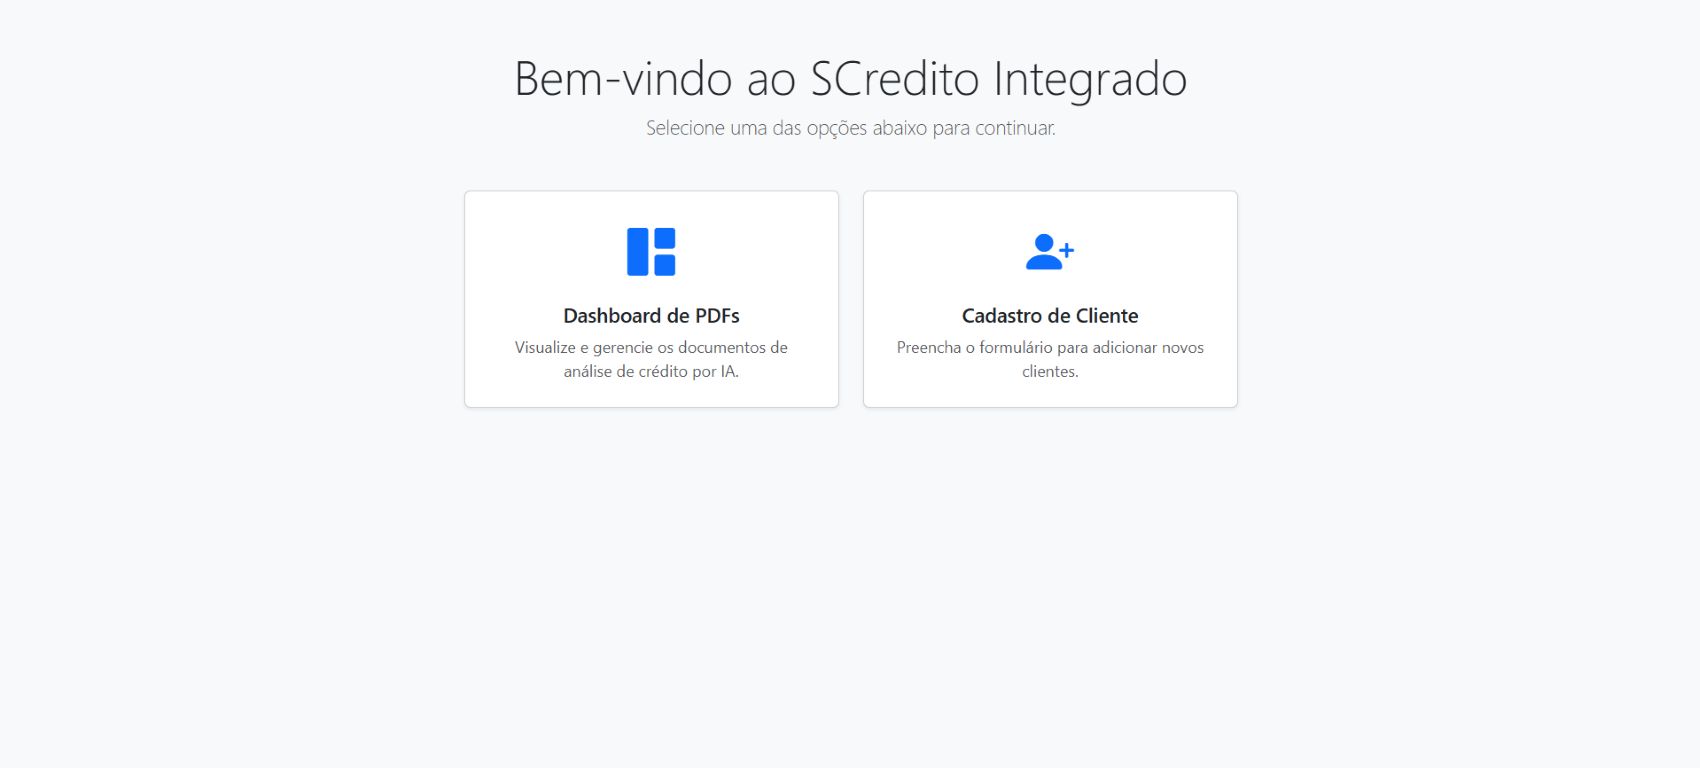 Bem-vindo ao SCredito Integrado
Selecione uma das opções abaixo para continuar.
Dashboard de PDFs
Visualize e gerencie os documentos de
análise de crédito por IA.
Cadastro de Cliente
Preencha o formulário para adicionar novos
clientes.